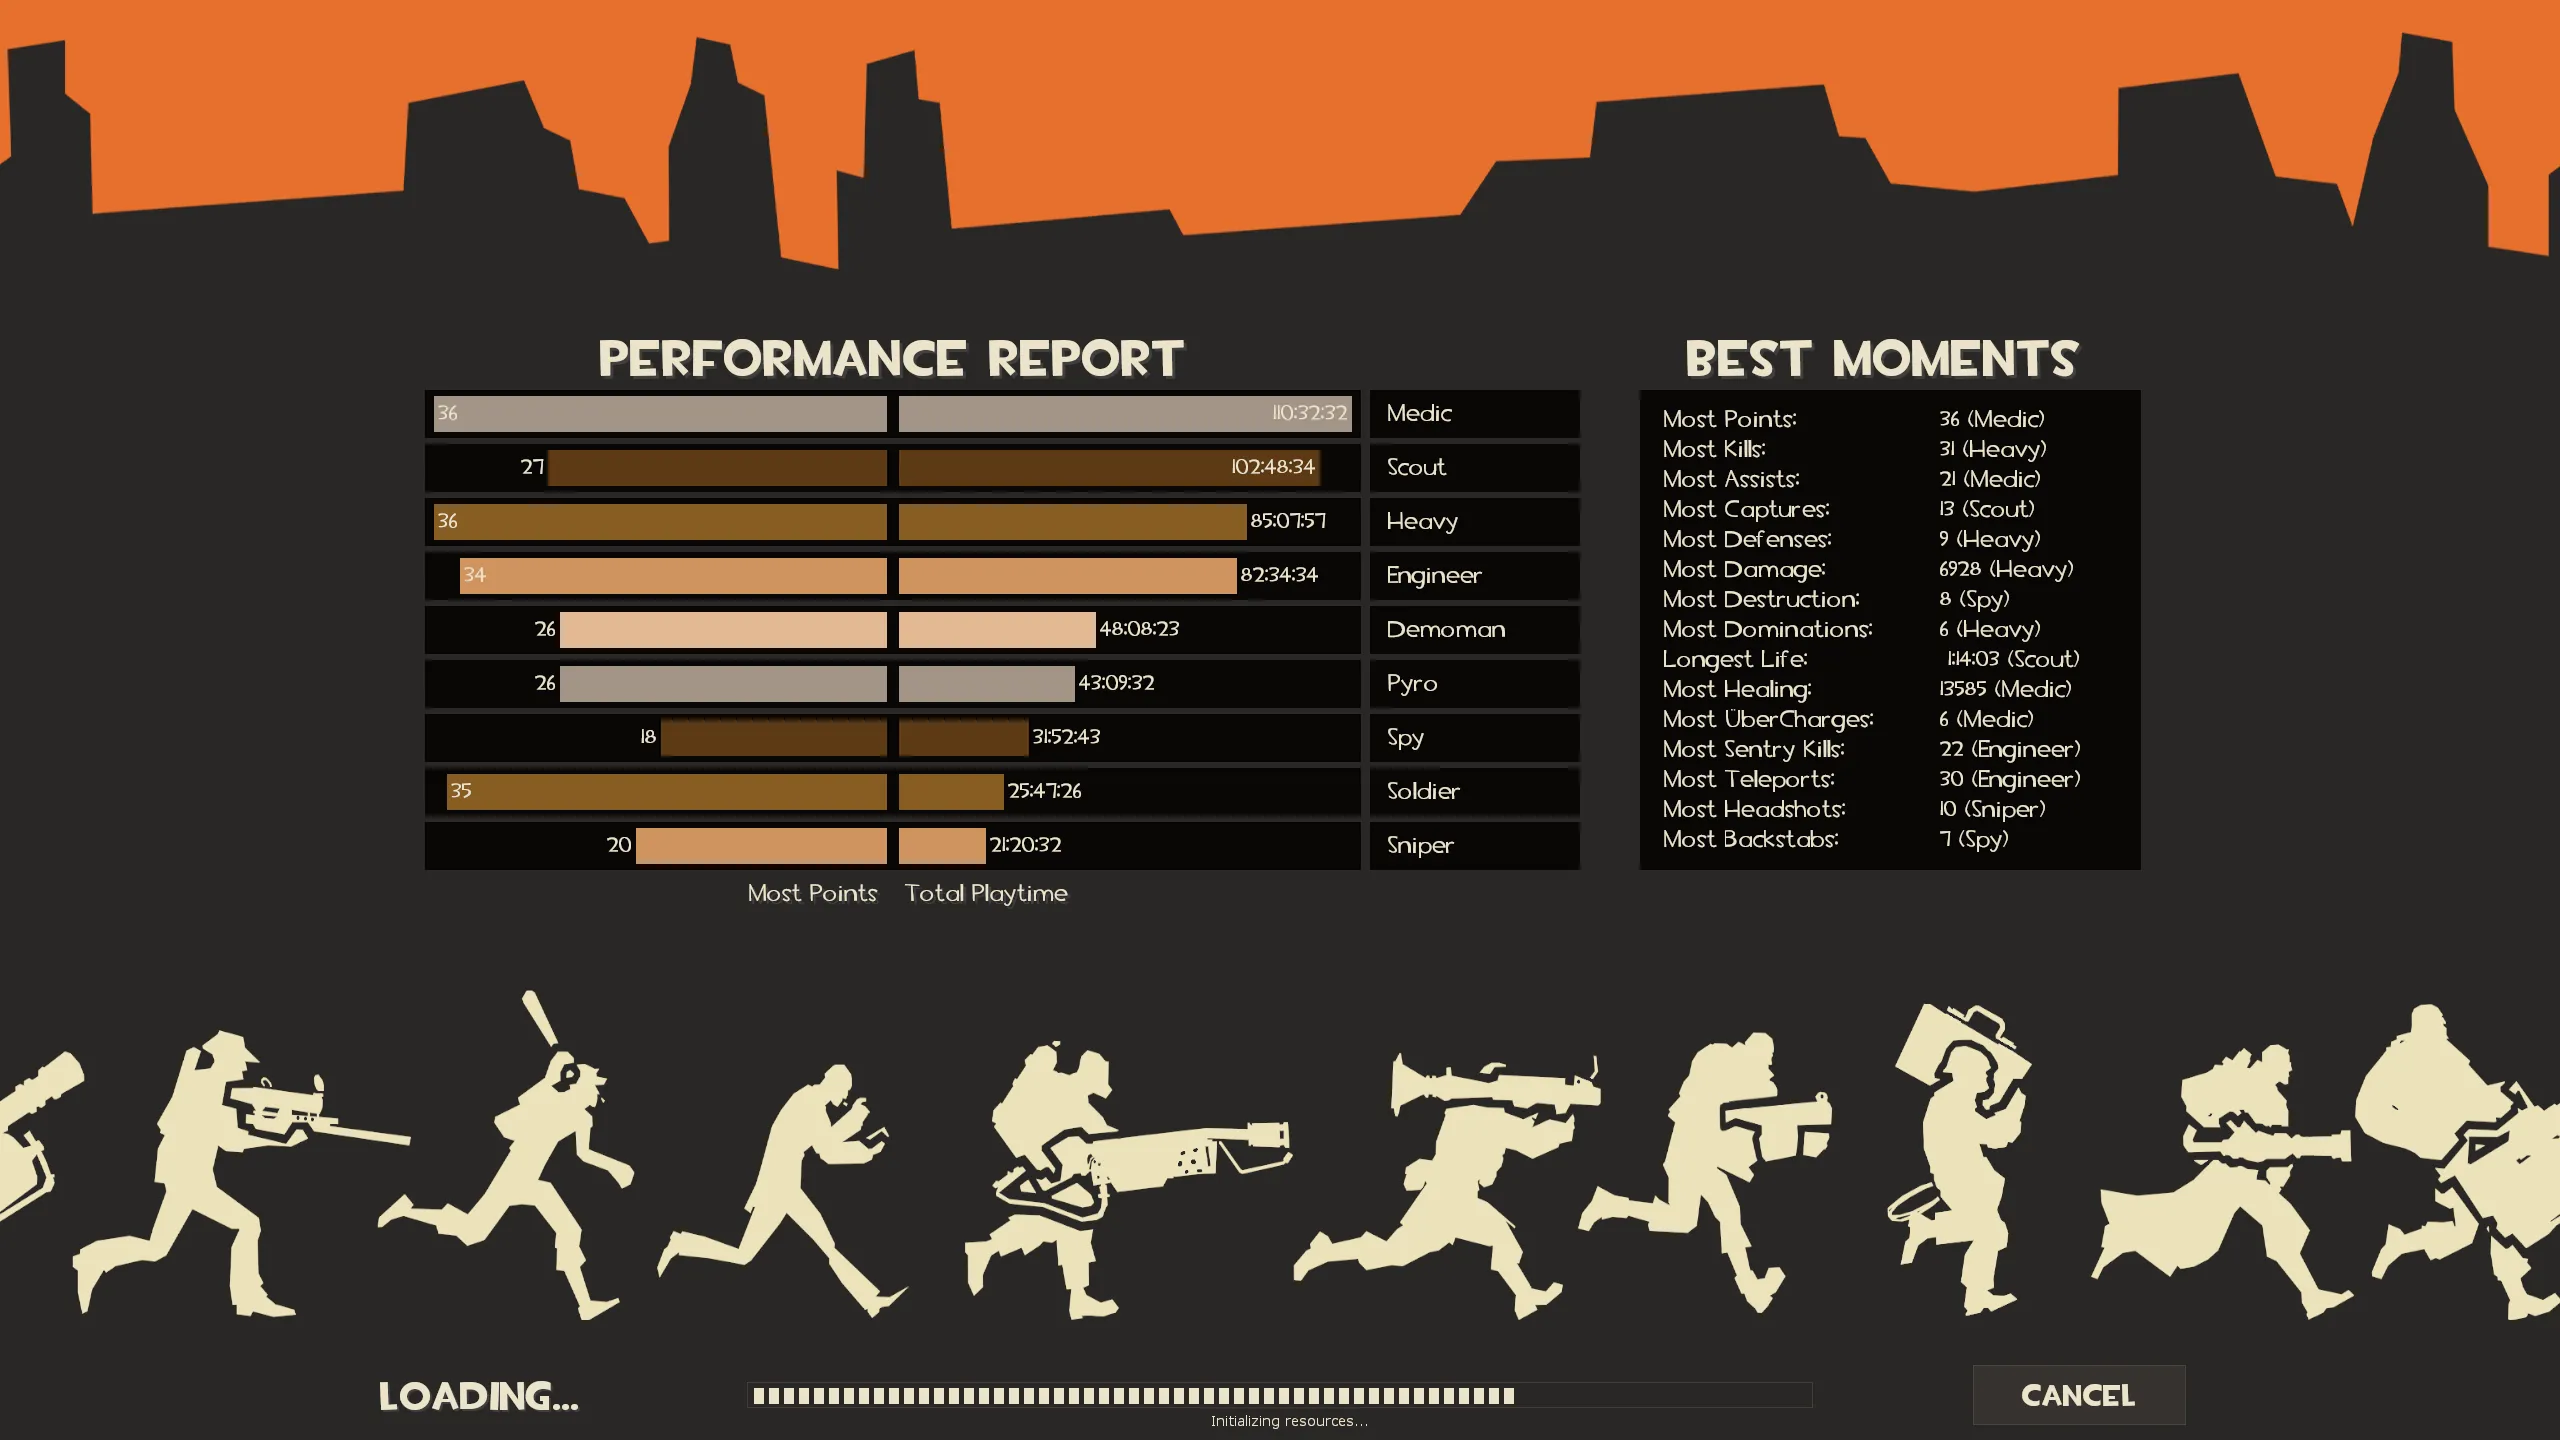 PERFORMANCE REPORT
36 110:32:32 Medic
27 102:48:34 Scout
36 85:07:57 Heavy
34 82:34:34 Engineer
26 48:08:23 Demoman
26 43:09:32 Pyro
18 31:52:43 Spy
35 25:47:26 Soldier
20 21:20:32 Sniper
Most Points Total Playtime
BEST MOMENTS
Most Points: 36 (Medic)
Most Kills: 31 (Heavy)
Most Assists: 21 (Medic)
Most Captures: 13 (Scout)
Most Defenses: 9 (Heavy)
Most Damage: 6928 (Heavy)
Most Destruction: 8 (Spy)
Most Dominations: 6 (Heavy)
Longest Life: 1:14:03 (Scout)
Most Healing: 13585 (Medic)
Most ÜberCharges: 6 (Medic)
Most Sentry Kills: 22 (Engineer)
Most Teleports: 30 (Engineer)
Most Headshots: 10 (Sniper)
Most Backstabs: 7 (Spy)
LOADING...
Initializing resources...
CANCEL